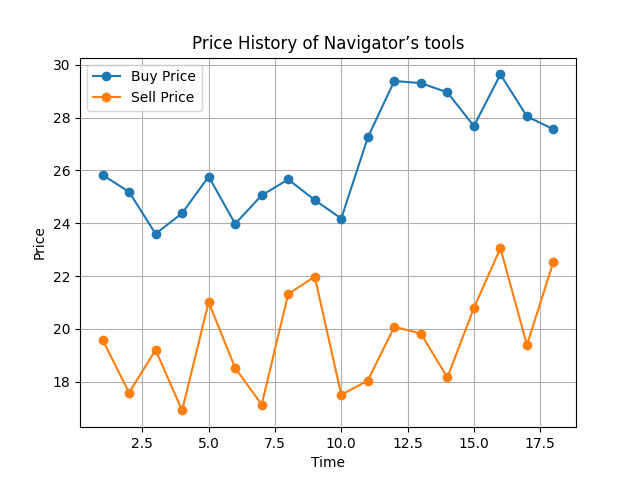 Price History of Navigator’s tools
Buy Price
Sell Price
30
28
26
24
22
20
18
Price
2.5 5.0 7.5 10.0 12.5 15.0 17.5
Time